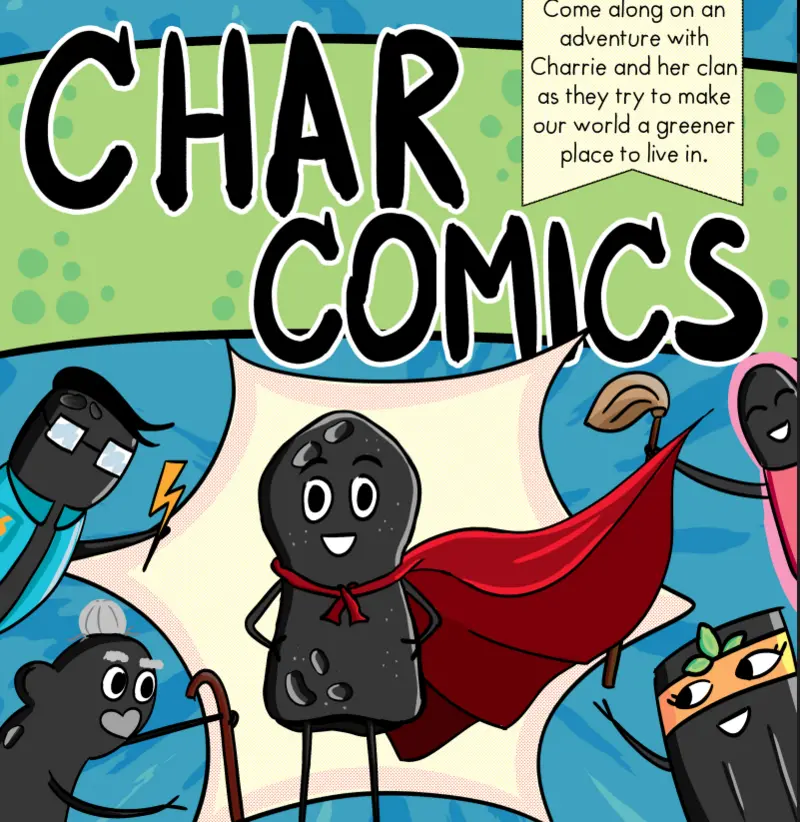 Come along on an
adventure with
Charrie and her clan
as they try to make
our world a greener
place to live in.
CHAR
COMICS